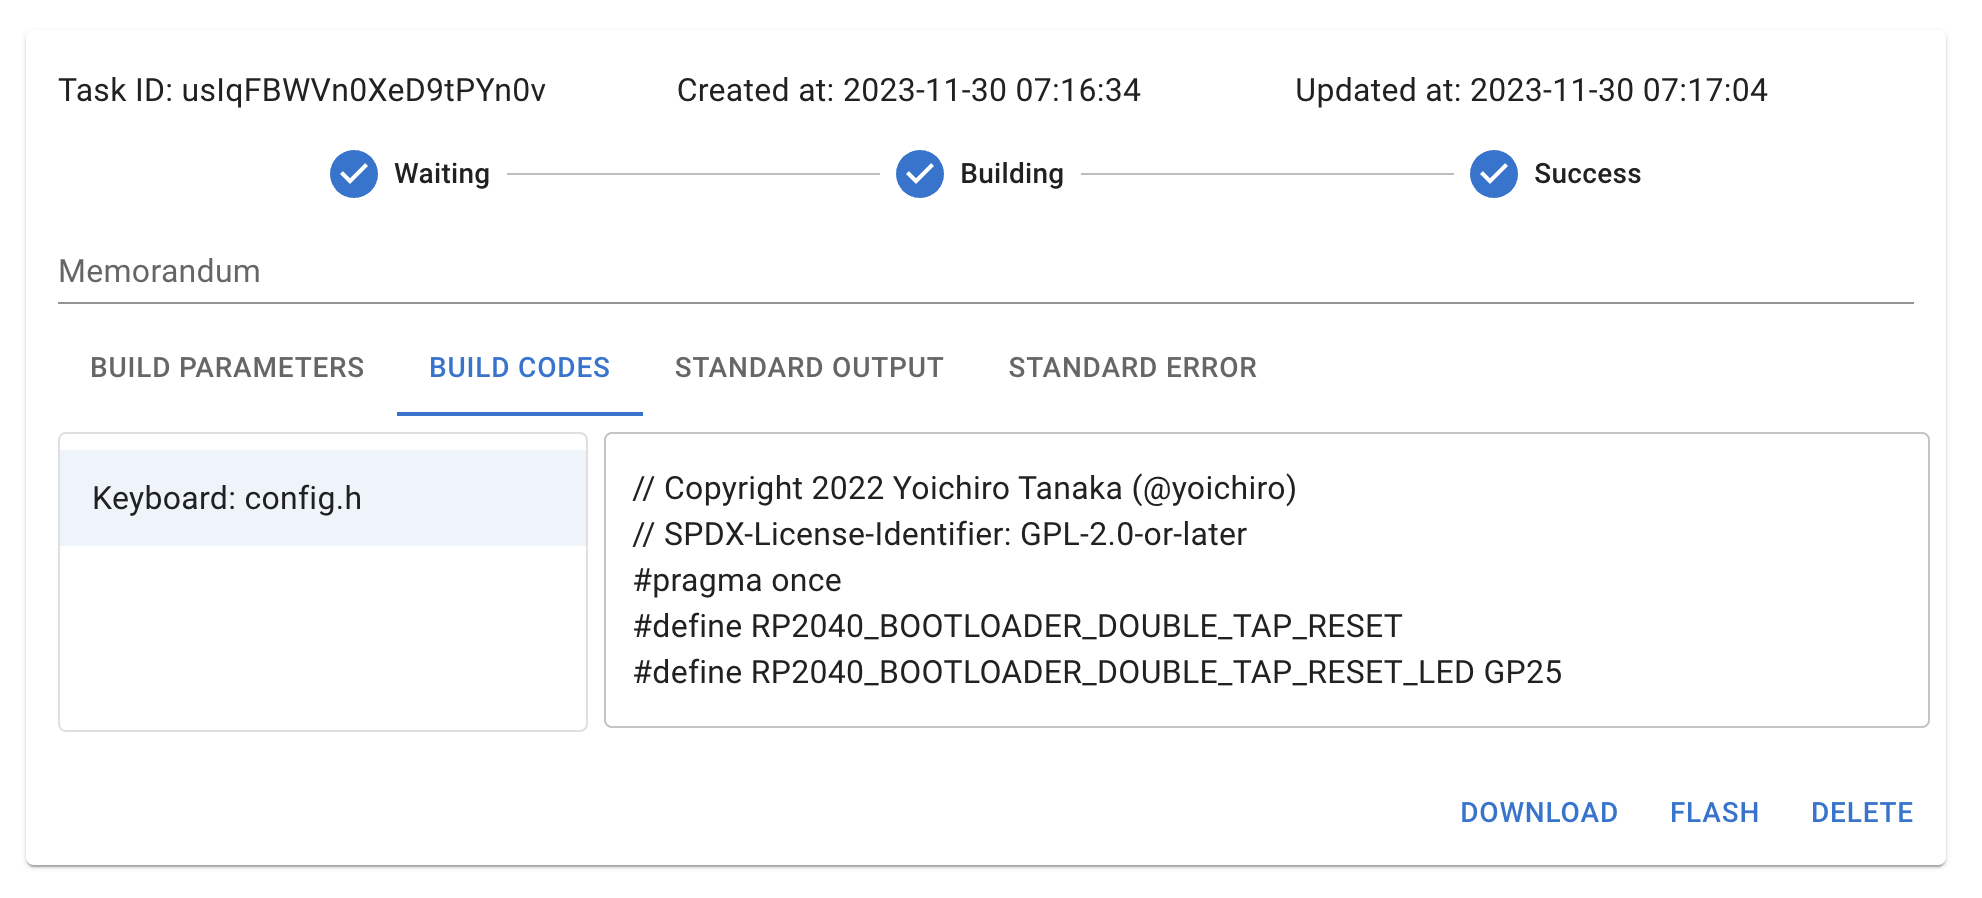 Task ID: usIqFBWVn0XeD9tPYn0v Created at: 2023-11-30 07:16:34 Updated at: 2023-11-30 07:17:04
Waiting Building Success
Memorandum
BUILD PARAMETERS BUILD CODES STANDARD OUTPUT STANDARD ERROR
Keyboard: config.h
// Copyright 2022 Yoichiro Tanaka (@yoichiro)
// SPDX-License-Identifier: GPL-2.0-or-later
#pragma once
#define RP2040_BOOTLOADER_DOUBLE_TAP_RESET
#define RP2040_BOOTLOADER_DOUBLE_TAP_RESET_LED GP25
DOWNLOAD FLASH DELETE